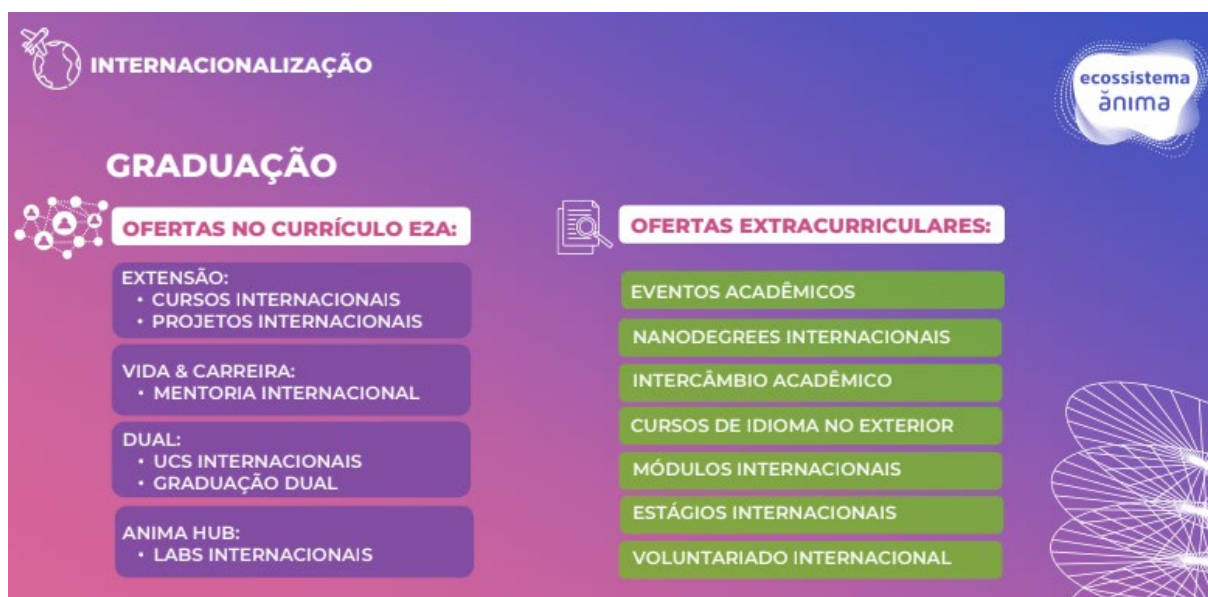 INTERNACIONALIZAÇÃO
ecossistema
ănıma
GRADUAÇÃO
OFERTAS NO CURRÍCULO E2A:
EXTENSÃO:
• CURSOS INTERNACIONAIS
• PROJETOS INTERNACIONAIS
VIDA & CARREIRA:
• MENTORIA INTERNACIONAL
DUAL:
• UCS INTERNACIONAIS
• GRADUAÇÃO DUAL
ANIMA HUB:
• LABS INTERNACIONAIS
OFERTAS EXTRACURRICULARES:
EVENTOS ACADÊMICOS
NANODEGREES INTERNACIONAIS
INTERCÂMBIO ACADÊMICO
CURSOS DE IDIOMA NO EXTERIOR
MÓDULOS INTERNACIONAIS
ESTÁGIOS INTERNACIONAIS
VOLUNTARIADO INTERNACIONAL